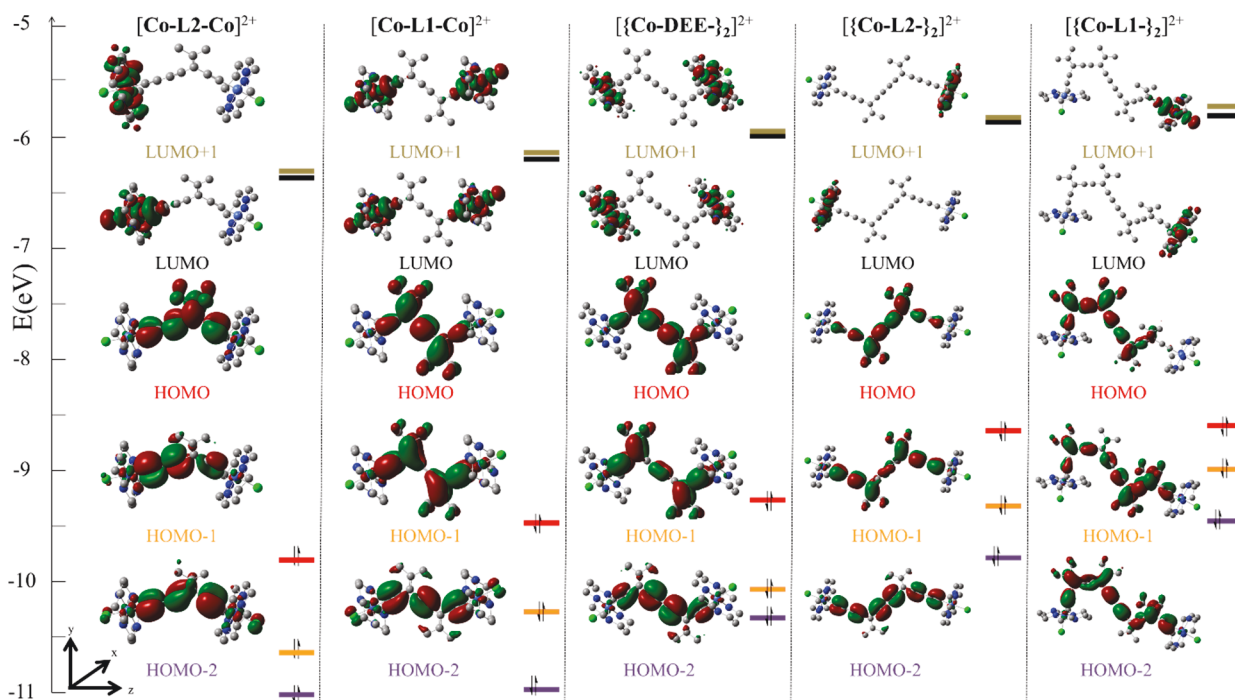 [Co-L2-Co]²⁺ [Co-L1-Co]²⁺ [{Co-DEE-}₂]²⁺ [{Co-L2-}₂]²⁺ [{Co-L1-}₂]²⁺
-5
LUMO+1 LUMO+1 LUMO+1 LUMO+1 LUMO+1
-6
-7
LUMO LUMO LUMO LUMO LUMO
E(eV)
-8
HOMO HOMO HOMO HOMO HOMO
-9
HOMO-1 HOMO-1 HOMO-1 HOMO-1 HOMO-1
-10
y
x
z
HOMO-2 HOMO-2 HOMO-2 HOMO-2 HOMO-2
-11